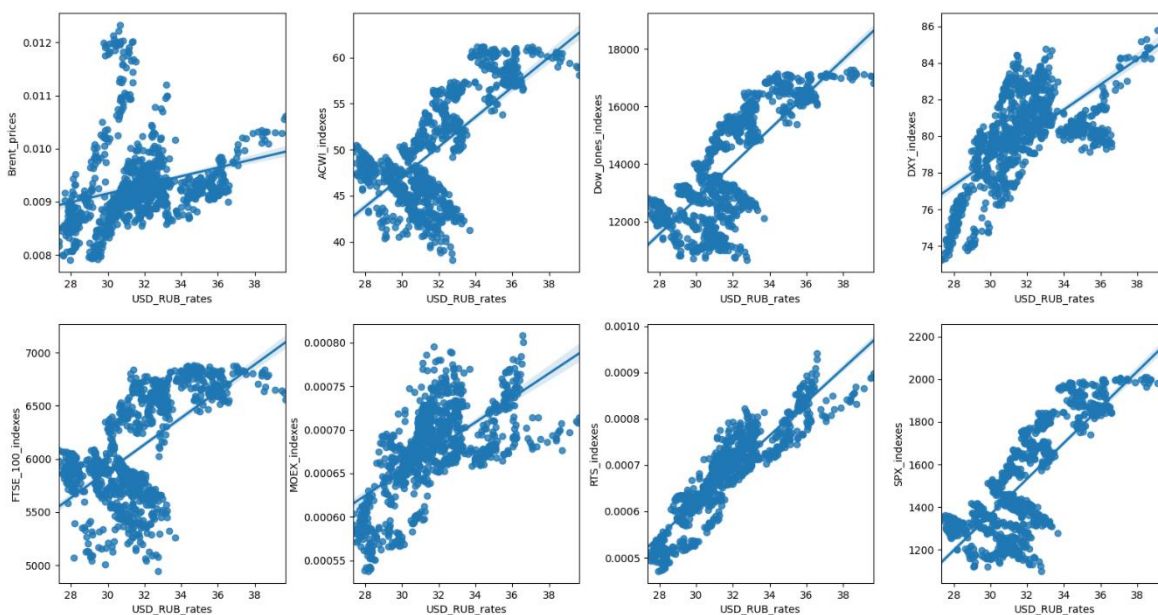 0.012
0.011
0.010
0.009
0.008
Brent_prices
28 30 32 34 36 38
USD_RUB_rates
60
55
50
45
40
ACWI_indexes
28 30 32 34 36 38
USD_RUB_rates
18000
16000
14000
12000
Dow_Jones_indexes
28 30 32 34 36 38
USD_RUB_rates
86
84
82
80
78
76
74
DXY_indexes
28 30 32 34 36 38
USD_RUB_rates
7000
6500
6000
5500
5000
FTSE_100_indexes
28 30 32 34 36 38
USD_RUB_rates
0.00080
0.00075
0.00070
0.00065
0.00060
0.00055
MOEX_indexes
28 30 32 34 36 38
USD_RUB_rates
0.0010
0.0009
0.0008
0.0007
0.0006
0.0005
RTS_indexes
28 30 32 34 36 38
USD_RUB_rates
2200
2000
1800
1600
1400
1200
SPX_indexes
28 30 32 34 36 38
USD_RUB_rates